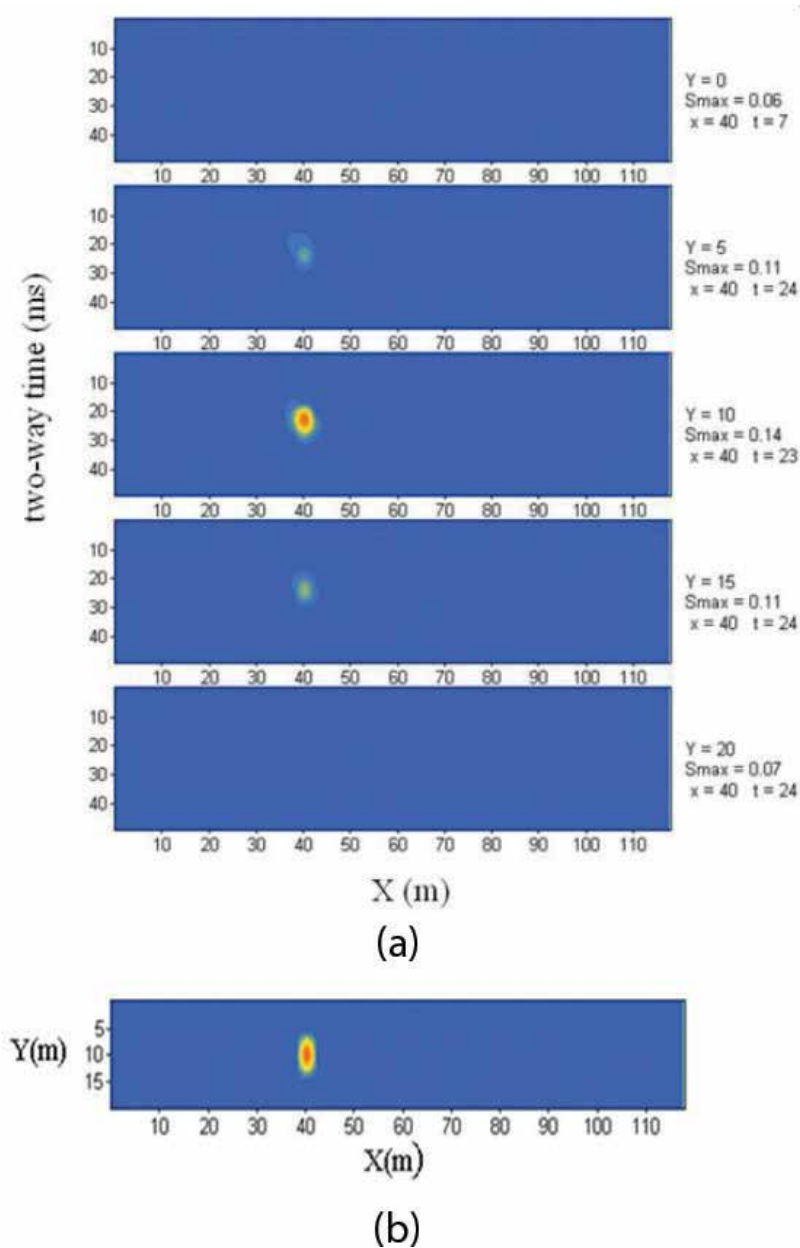 10
20
30
40
10 20 30 40 50 60 70 80 90 100 110
Y = 0
Smax = 0.06
x = 40 t = 7
10
20
30
40
10 20 30 40 50 60 70 80 90 100 110
Y = 5
Smax = 0.11
x = 40 t = 24
two-way time (ms)
10
20
30
40
10 20 30 40 50 60 70 80 90 100 110
Y = 10
Smax = 0.14
x = 40 t = 23
10
20
30
40
10 20 30 40 50 60 70 80 90 100 110
Y = 15
Smax = 0.11
x = 40 t = 24
10
20
30
40
10 20 30 40 50 60 70 80 90 100 110
Y = 20
Smax = 0.07
x = 40 t = 24
X (m)
(a)
Y(m)
5
10
15
10 20 30 40 50 60 70 80 90 100 110
X(m)
(b)